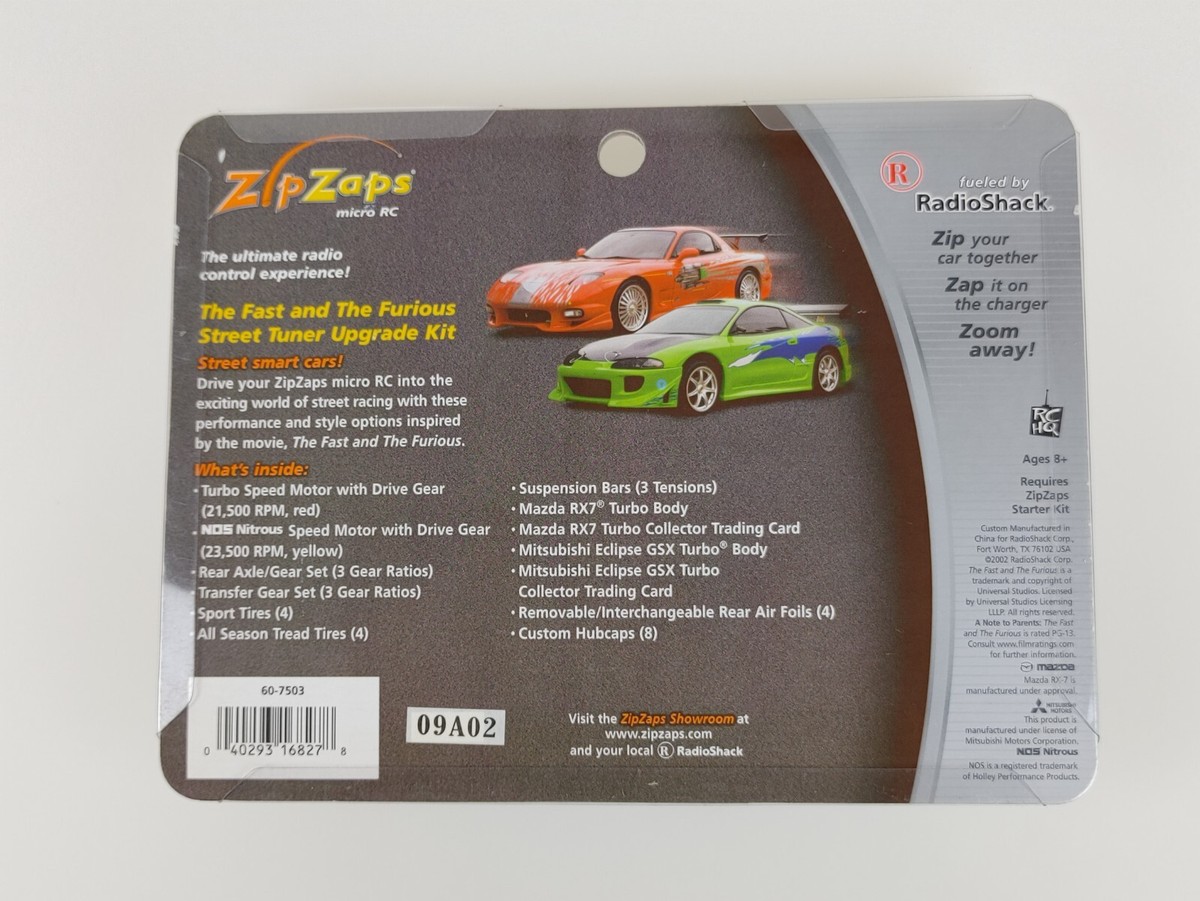 ZipZaps®
micro RC
The ultimate radio
control experience!
The Fast and The Furious
Street Tuner Upgrade Kit
Street smart cars!
Drive your ZipZaps micro RC into the
exciting world of street racing with these
performance and style options inspired
by the movie, The Fast and The Furious.
What's inside:
· Turbo Speed Motor with Drive Gear
(21,500 RPM, red)
· NOS Nitrous Speed Motor with Drive Gear
(23,500 RPM, yellow)
· Rear Axle/Gear Set (3 Gear Ratios)
· Transfer Gear Set (3 Gear Ratios)
· Sport Tires (4)
· All Season Tread Tires (4)
· Suspension Bars (3 Tensions)
· Mazda RX7® Turbo Body
· Mazda RX7 Turbo Collector Trading Card
· Mitsubishi Eclipse GSX Turbo® Body
· Mitsubishi Eclipse GSX Turbo
Collector Trading Card
· Removable/Interchangeable Rear Air Foils (4)
· Custom Hubcaps (8)
60-7503
0 40293 16827 8
09A02
Visit the ZipZaps Showroom at
www.zipzaps.com
and your local R RadioShack
R
fueled by
RadioShack.
Zip your
car together
Zap it on
the charger
Zoom
away!
RC
HQ
Ages 8+
Requires
ZipZaps
Starter Kit
Custom Manufactured in
China for RadioShack Corp.,
Fort Worth, TX 76102 USA
©2002 RadioShack Corp.
The Fast and The Furious is a
trademark and copyright of
Universal Studios. Licensed
by Universal Studios Licensing
LLLP. All rights reserved.
A Note to Parents: The Fast
and The Furious is rated PG-13.
Consult www.filmratings.com
for further information.
mazda
Mazda RX-7 is
manufactured under approval.
MITSUBISHI
MOTORS
This product is
manufactured under license of
Mitsubishi Motors Corporation.
NOS Nitrous
NOS is a registered trademark
of Holley Performance Products.